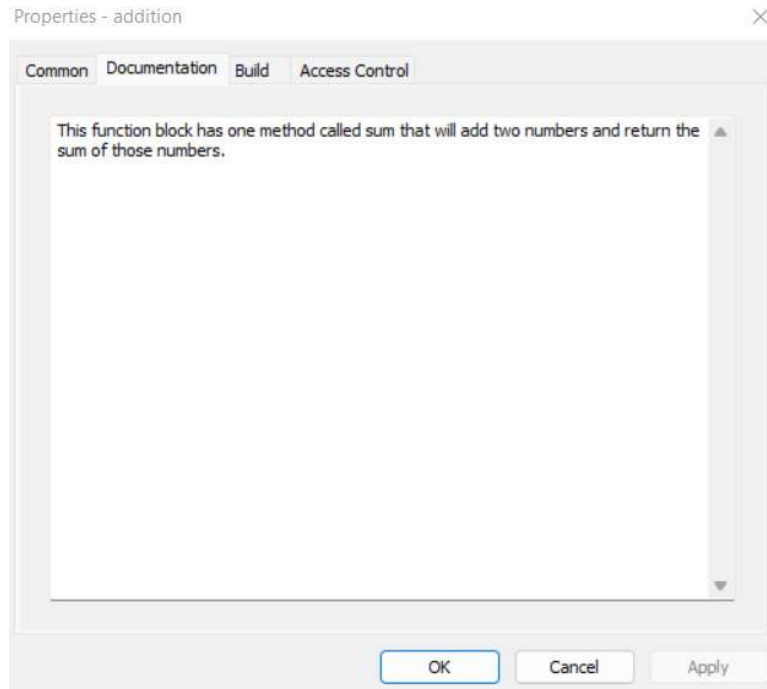 Properties - addition
Common Documentation Build Access Control
This function block has one method called sum that will add two numbers and return the
sum of those numbers.
OK Cancel Apply